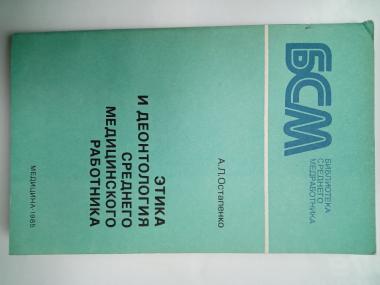 БСМ
БИБЛИОТЕКА
СРЕДНЕГО
МЕДРАБОТНИКА
А.Л.Остапенко
ЭТИКА
И ДЕОНТОЛОГИЯ
СРЕДНЕГО
МЕДИЦИНСКОГО
РАБОТНИКА
МЕДИЦИНА·1985